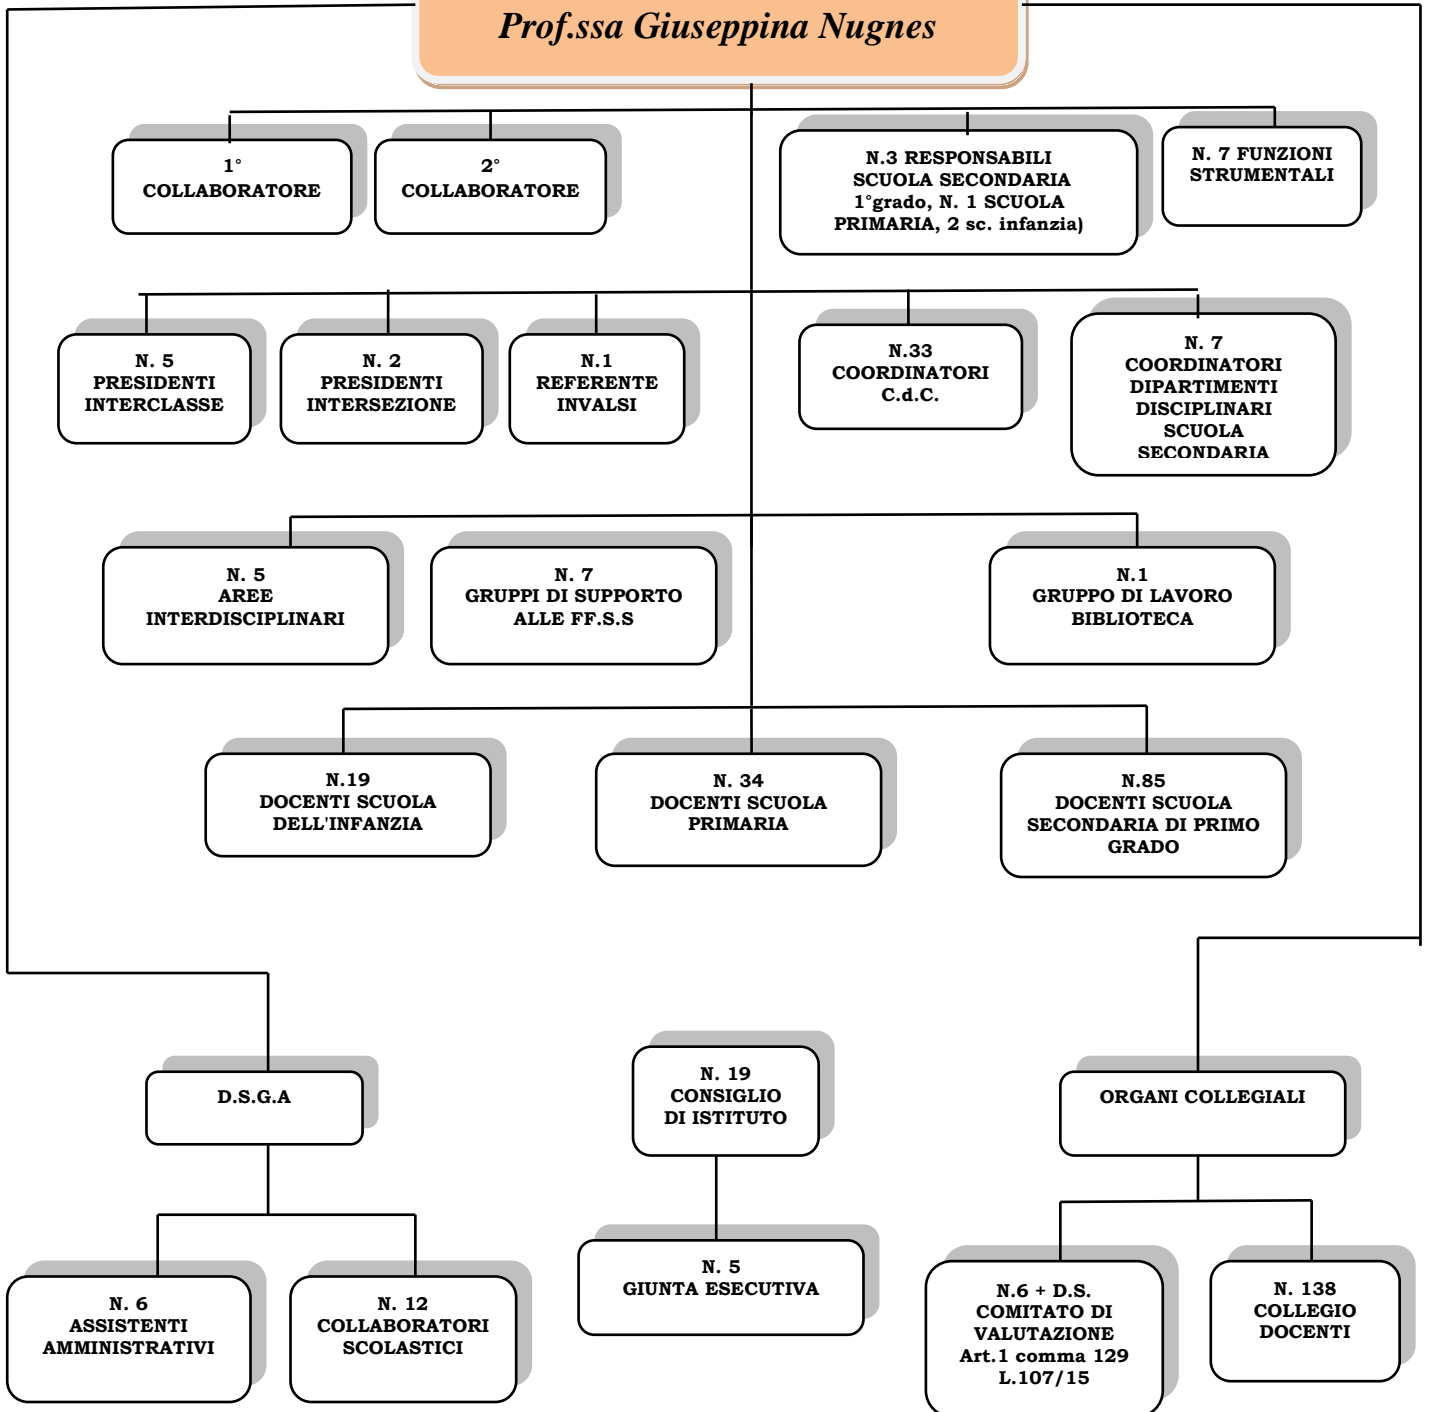 Prof.ssa Giuseppina Nugnes
1°
COLLABORATORE
2°
COLLABORATORE
N.3 RESPONSABILI
SCUOLA SECONDARIA
1°grado, N. 1 SCUOLA
PRIMARIA, 2 sc. infanzia)
N. 7 FUNZIONI
STRUMENTALI
N. 5
PRESIDENTI
INTERCLASSE
N. 2
PRESIDENTI
INTERSEZIONE
N.1
REFERENTE
INVALSI
N.33
COORDINATORI
C.d.C.
N. 7
COORDINATORI
DIPARTIMENTI
DISCIPLINARI
SCUOLA
SECONDARIA
N. 5
AREE
INTERDISCIPLINARI
N. 7
GRUPPI DI SUPPORTO
ALLE FF.S.S
N.1
GRUPPO DI LAVORO
BIBLIOTECA
N.19
DOCENTI SCUOLA
DELL'INFANZIA
N. 34
DOCENTI SCUOLA
PRIMARIA
N.85
DOCENTI SCUOLA
SECONDARIA DI PRIMO
GRADO
D.S.G.A
N. 19
CONSIGLIO
DI ISTITUTO
ORGANI COLLEGIALI
N. 6
ASSISTENTI
AMMINISTRATIVI
N. 12
COLLABORATORI
SCOLASTICI
N. 5
GIUNTA ESECUTIVA
N.6 + D.S.
COMITATO DI
VALUTAZIONE
Art.1 comma 129
L.107/15
N. 138
COLLEGIO
DOCENTI